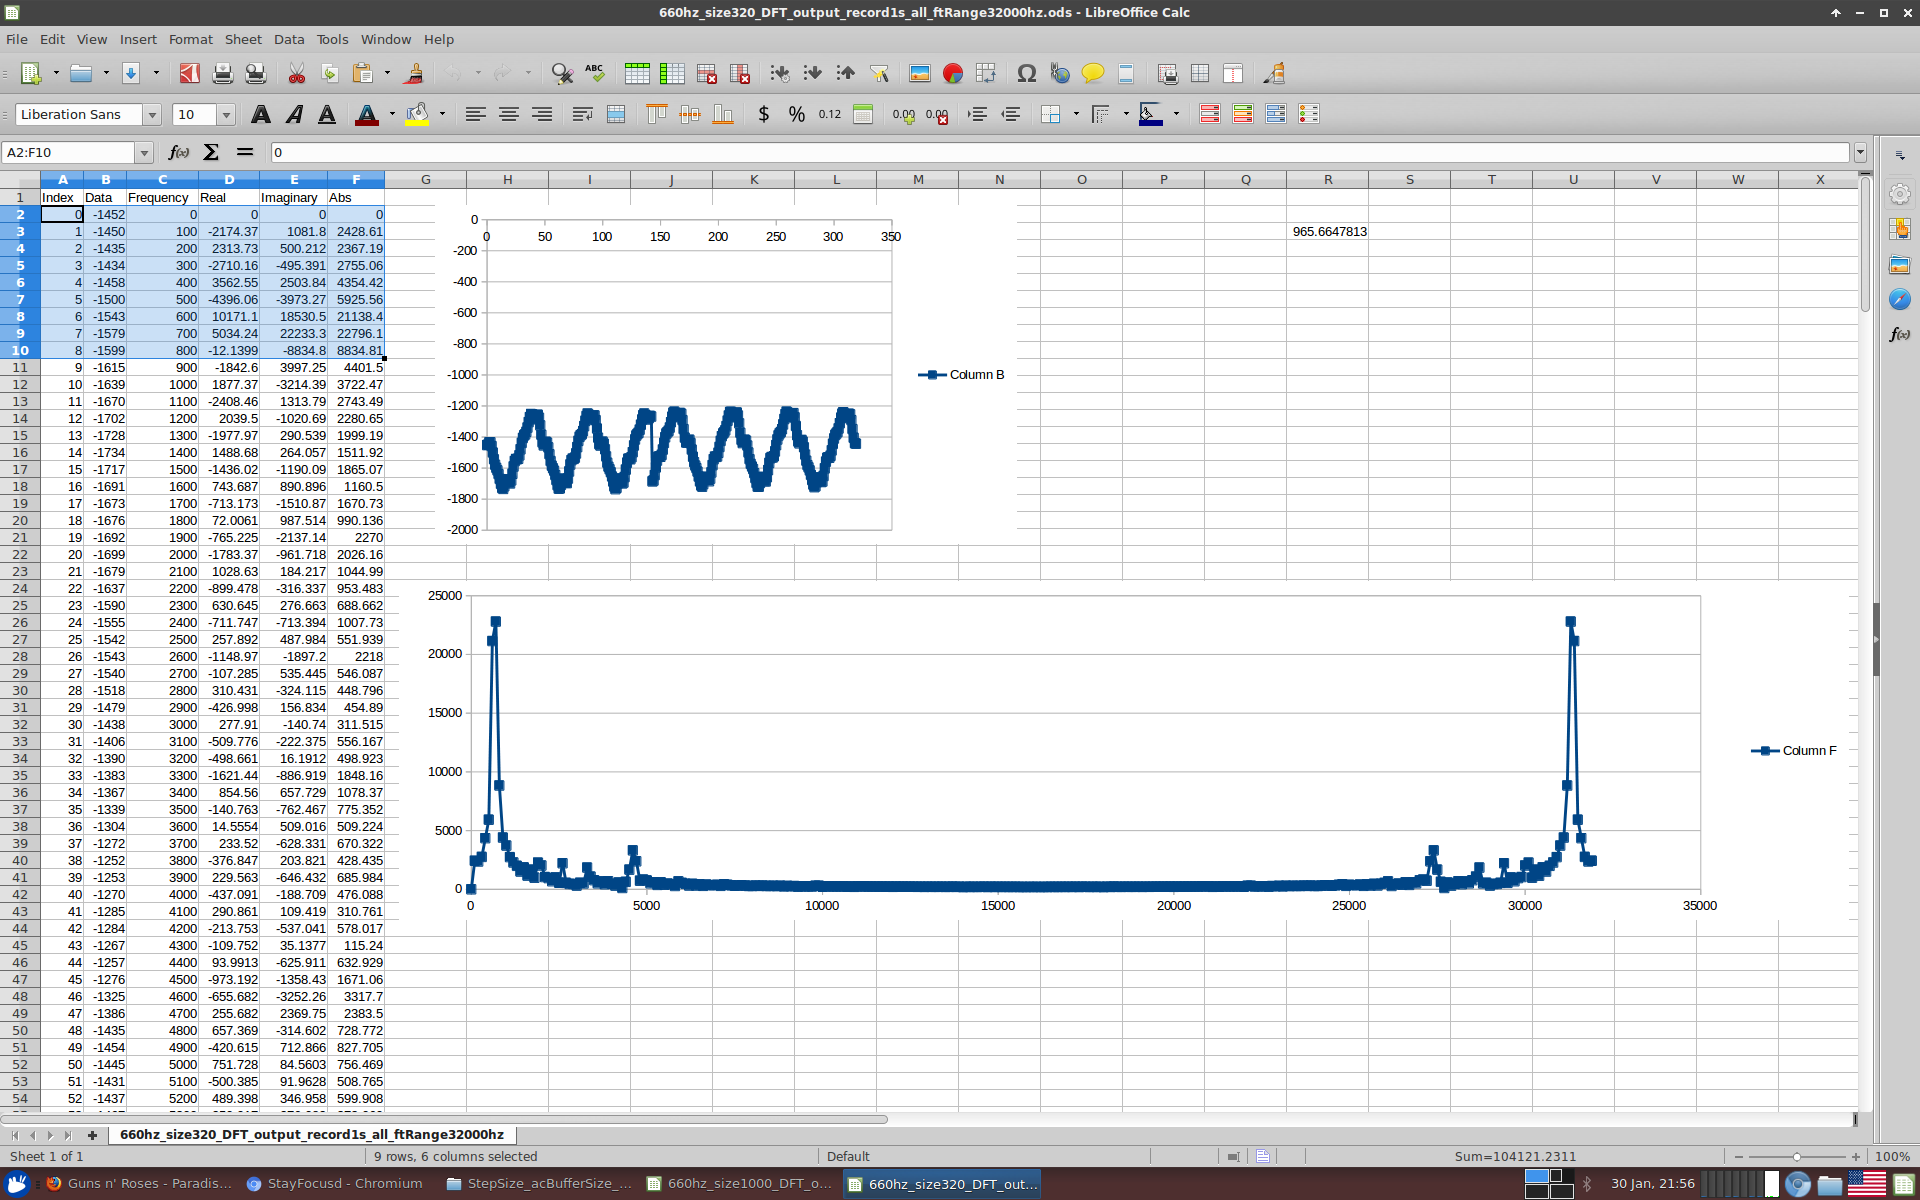 660hz_size320_DFT_output_record1s_all_ftRange32000hz.ods - LibreOffice Calc
File Edit View Insert Format Sheet Data Tools Window Help
ABC
Liberation Sans 10 $ % 0.12 0.00 0.00
A2:F10 f(x) Σ = 0
A B C D E F G H I J K L M N O P Q R S T U V W X
1 Index Data Frequency Real Imaginary Abs
2 0 -1452 0 0 0 0
3 1 -1450 100 -2174.37 1081.8 2428.61
4 2 -1435 200 2313.73 500.212 2367.19
5 3 -1434 300 -2710.16 -495.391 2755.06
6 4 -1458 400 3562.55 2503.84 4354.42
7 5 -1500 500 -4396.06 -3973.27 5925.56
8 6 -1543 600 10171.1 18530.5 21138.4
9 7 -1579 700 5034.24 22233.3 22796.1
10 8 -1599 800 -12.1399 -8834.8 8834.81
11 9 -1615 900 -1842.6 3997.25 4401.5
12 10 -1639 1000 1877.37 -3214.39 3722.47
13 11 -1670 1100 -2408.46 1313.79 2743.49
14 12 -1702 1200 2039.5 -1020.69 2280.65
15 13 -1728 1300 -1977.97 290.539 1999.19
16 14 -1734 1400 1488.68 264.057 1511.92
17 15 -1717 1500 -1436.02 -1190.09 1865.07
18 16 -1691 1600 743.687 890.896 1160.5
19 17 -1673 1700 -713.173 -1510.87 1670.73
20 18 -1676 1800 72.0061 987.514 990.136
21 19 -1692 1900 -765.225 -2137.14 2270
22 20 -1699 2000 -1783.37 -961.718 2026.16
23 21 -1679 2100 1028.63 184.217 1044.99
24 22 -1637 2200 -899.478 -316.337 953.483
25 23 -1590 2300 630.645 276.663 688.662
26 24 -1555 2400 -711.747 -713.394 1007.73
27 25 -1542 2500 257.892 487.984 551.939
28 26 -1543 2600 -1148.97 -1897.2 2218
29 27 -1540 2700 -107.285 535.445 546.087
30 28 -1518 2800 310.431 -324.115 448.796
31 29 -1479 2900 -426.998 156.834 454.89
32 30 -1438 3000 277.91 -140.74 311.515
33 31 -1406 3100 -509.776 -222.375 556.167
34 32 -1390 3200 -498.661 16.1912 498.923
35 33 -1383 3300 -1621.44 -886.919 1848.16
36 34 -1367 3400 854.56 657.729 1078.37
37 35 -1339 3500 -140.763 -762.467 775.352
38 36 -1304 3600 14.5554 509.016 509.224
39 37 -1272 3700 233.52 -628.331 670.322
40 38 -1252 3800 -376.847 203.821 428.435
41 39 -1253 3900 229.563 -646.432 685.984
42 40 -1270 4000 -437.091 -188.709 476.088
43 41 -1285 4100 290.861 109.419 310.761
44 42 -1284 4200 -213.753 -537.041 578.017
45 43 -1267 4300 -109.752 35.1377 115.24
46 44 -1257 4400 93.9913 -625.911 632.929
47 45 -1276 4500 -973.192 -1358.43 1671.06
48 46 -1325 4600 -655.682 -3252.26 3317.7
49 47 -1386 4700 255.682 2369.75 2383.5
50 48 -1435 4800 657.369 -314.602 728.772
51 49 -1454 4900 -420.615 712.866 827.705
52 50 -1445 5000 751.728 84.5603 756.469
53 51 -1431 5100 -500.385 91.9628 508.765
54 52 -1437 5200 489.398 346.958 599.908
965.6647813
0
-200
-400
-600
-800
-1000
-1200
-1400
-1600
-1800
-2000
0 50 100 150 200 250 300 350
Column B
25000
20000
15000
10000
5000
0
0 5000 10000 15000 20000 25000 30000 35000
Column F
f(x)
660hz_size320_DFT_output_record1s_all_ftRange32000hz
Sheet 1 of 1 9 rows, 6 columns selected Default Sum=104121.2311 100%
Guns n' Roses - Paradis... StayFocusd - Chromium StepSize_acBufferSize_... 660hz_size1000_DFT_o... 660hz_size320_DFT_out... 30 Jan, 21:56